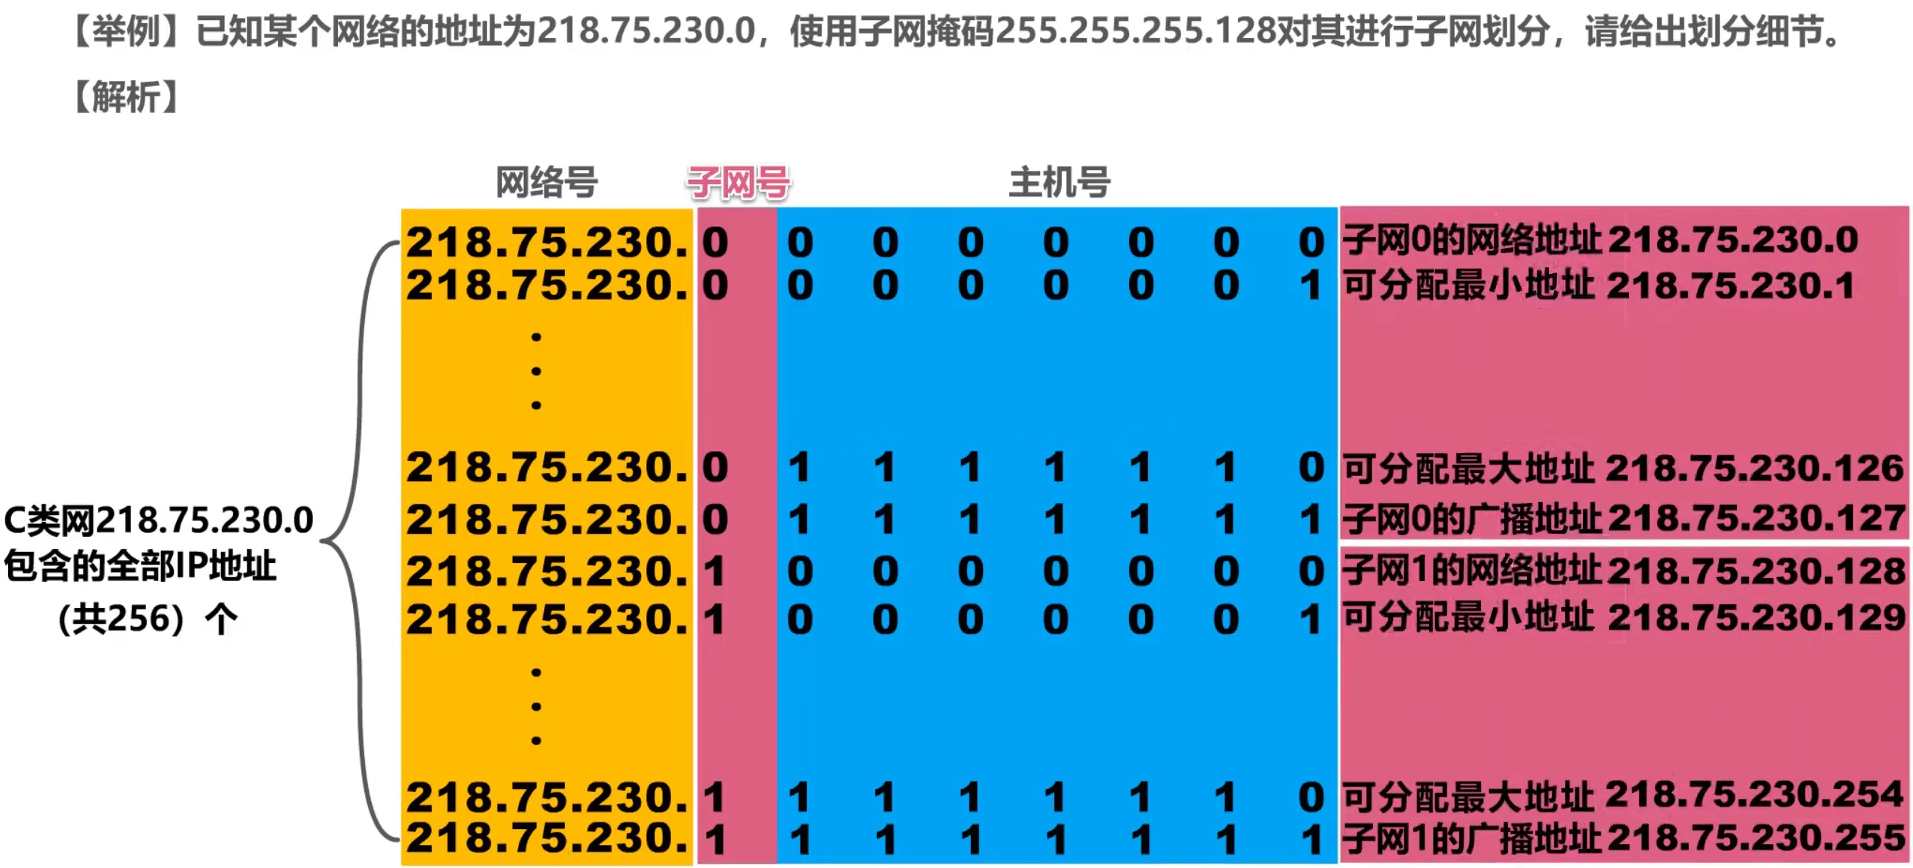 【举例】已知某个网络的地址为218.75.230.0，使用子网掩码255.255.255.128对其进行子网划分，请给出划分细节。
【解析】
网络号 子网号 主机号
218.75.230. 0 0 0 0 0 0 0 0 子网0的网络地址 218.75.230.0
218.75.230. 0 0 0 0 0 0 0 1 可分配最小地址 218.75.230.1
.
.
.
218.75.230. 0 1 1 1 1 1 1 0 可分配最大地址 218.75.230.126
218.75.230. 0 1 1 1 1 1 1 1 子网0的广播地址 218.75.230.127
C类网218.75.230.0
包含的全部IP地址
（共256）个
218.75.230. 1 0 0 0 0 0 0 0 子网1的网络地址 218.75.230.128
218.75.230. 1 0 0 0 0 0 0 1 可分配最小地址 218.75.230.129
.
.
.
218.75.230. 1 1 1 1 1 1 1 0 可分配最大地址 218.75.230.254
218.75.230. 1 1 1 1 1 1 1 1 子网1的广播地址 218.75.230.255